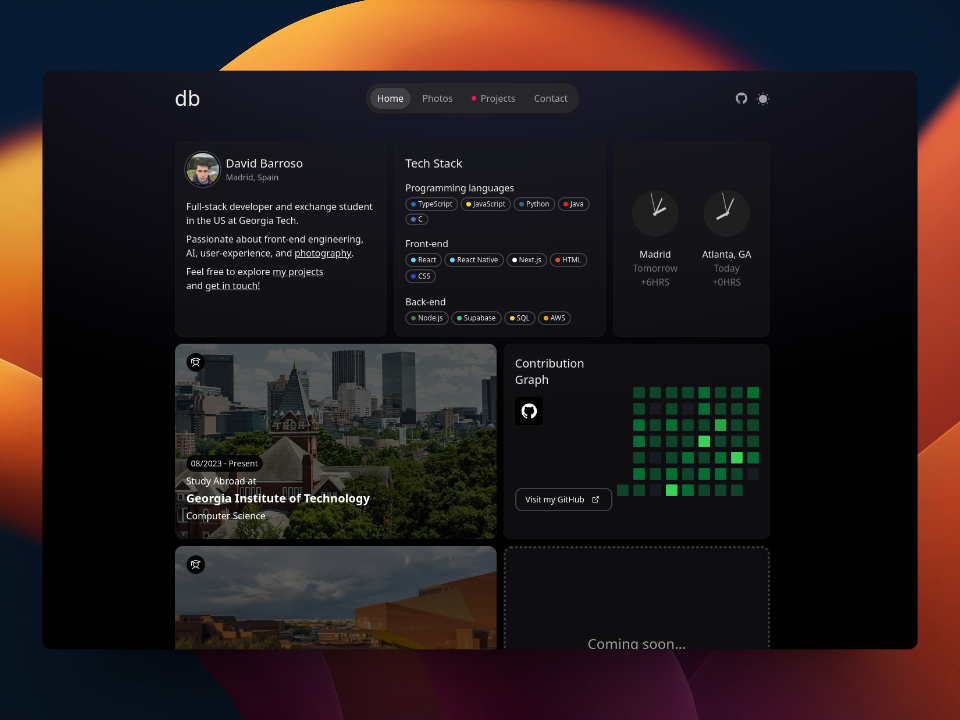 db
Home
Photos
Projects
Contact
David Barroso
Madrid, Spain
Full-stack developer and exchange student
in the US at Georgia Tech.
Passionate about front-end engineering,
AI, user-experience, and photography.
Feel free to explore my projects
and get in touch!
Tech Stack
Programming languages
TypeScript JavaScript Python Java
C
Front-end
React React Native Next.js HTML
CSS
Back-end
Node.js Supabase SQL AWS
Madrid
Tomorrow
+6HRS
Atlanta, GA
Today
+0HRS
TECH
08/2023 - Present
Study Abroad at
Georgia Institute of Technology
Computer Science
Contribution
Graph
Visit my GitHub
Coming soon...